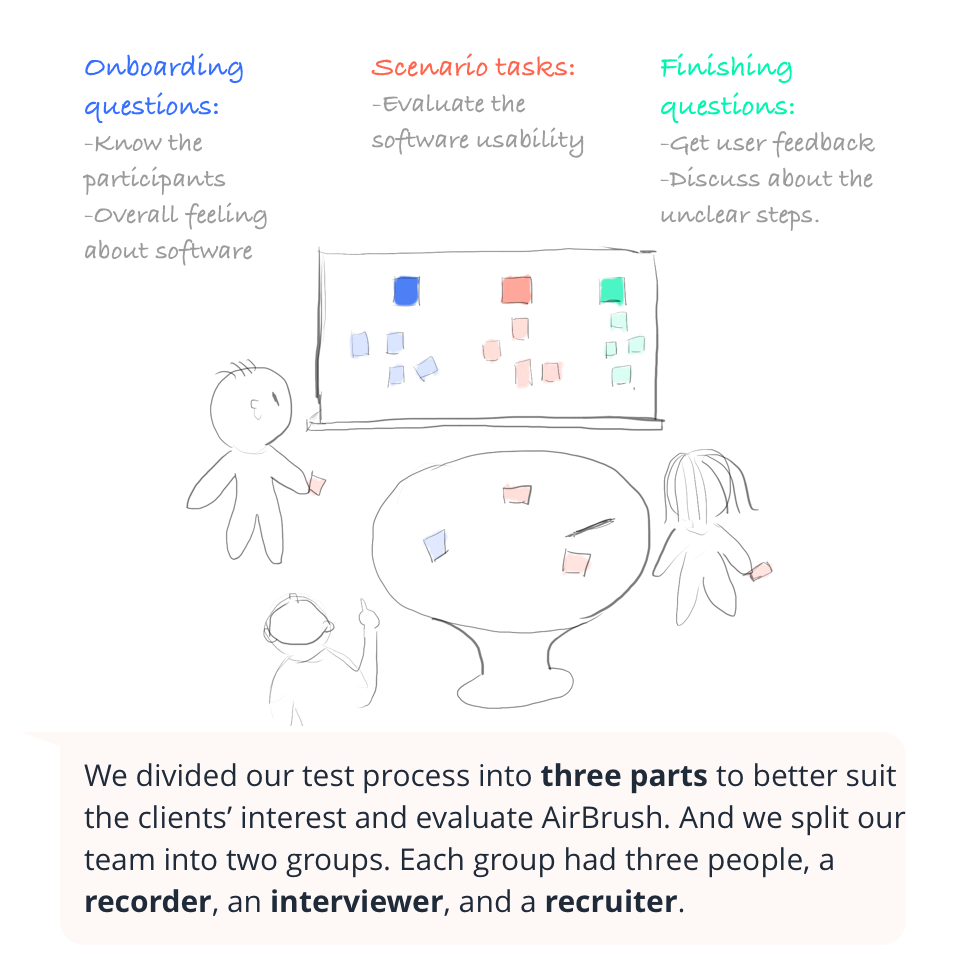 Onboarding
questions:
-Know the
participants
-Overall feeling
about software
Scenario tasks:
-Evaluate the
software usability
Finishing
questions:
-Get user feedback
-Discuss about the
unclear steps.
We divided our test process into three parts to better suit
the clients’ interest and evaluate AirBrush. And we split our
team into two groups. Each group had three people, a
recorder, an interviewer, and a recruiter.